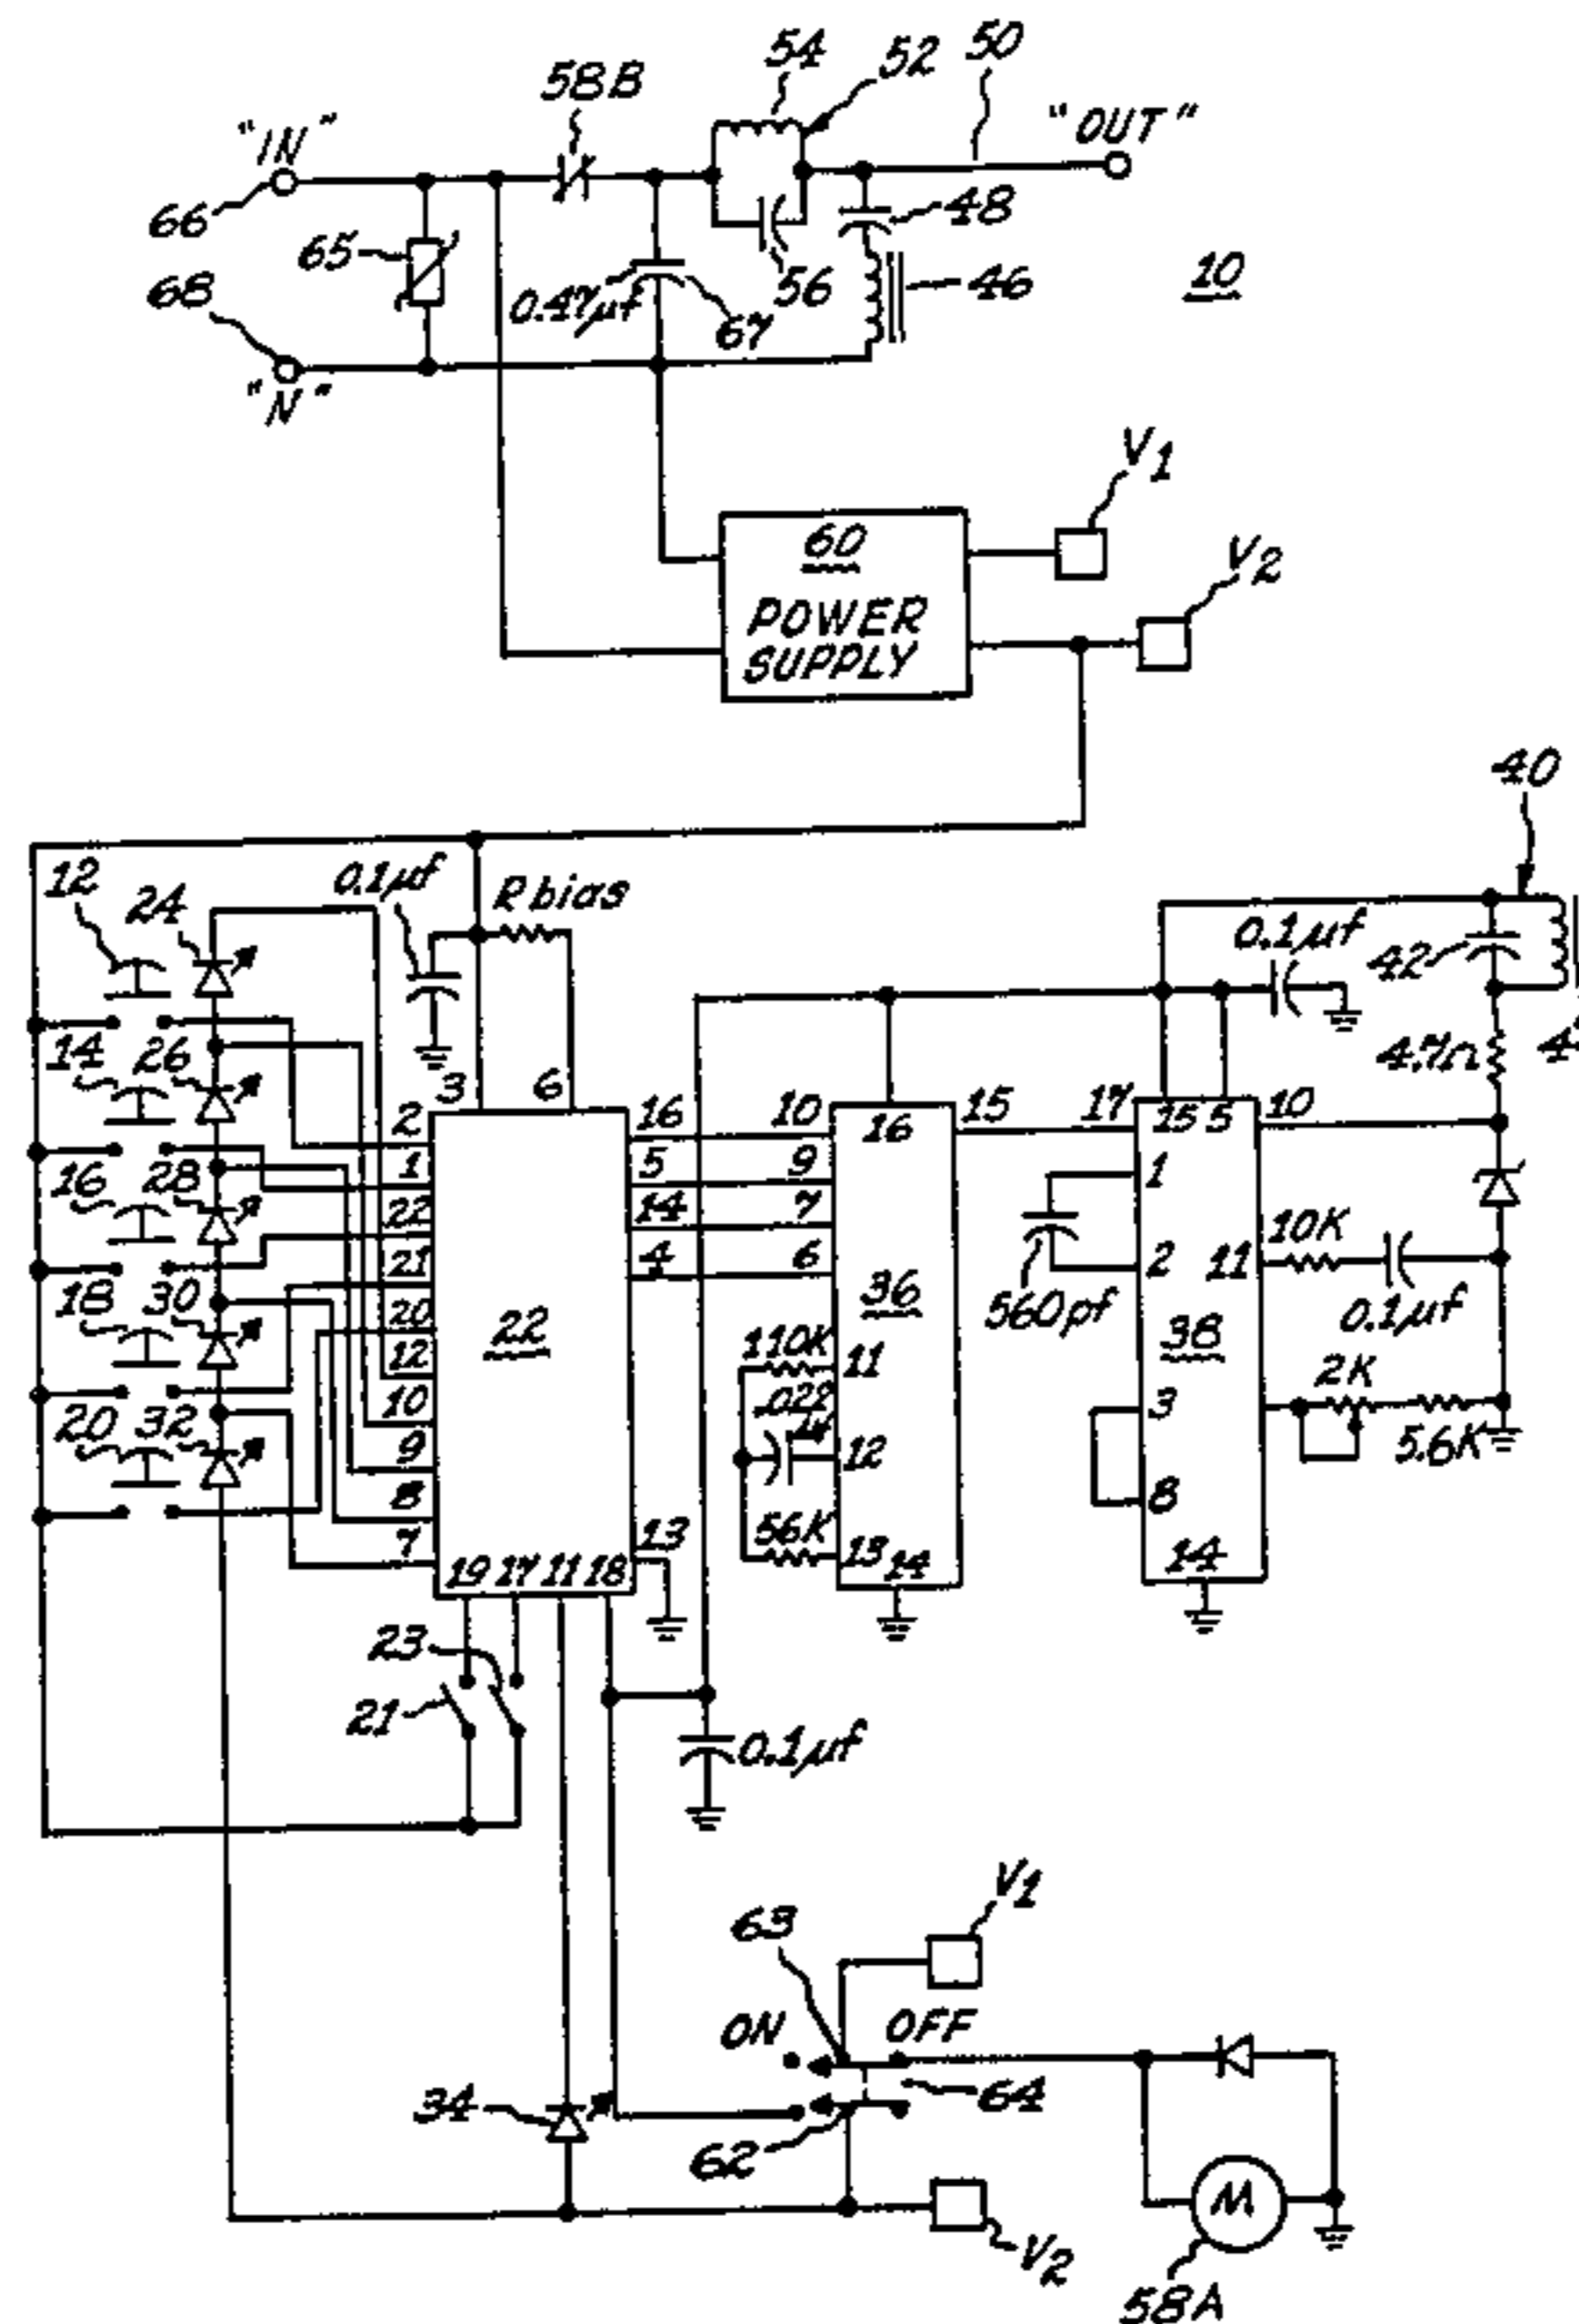 54 52 50
58B
"IN" "OUT"
66
65 48
68 56 46 10
0.47µf 67
"N"
V1
60 V2
POWER
SUPPLY
40
12 0.1µf R bias
24 0.1µf
42
14 26 3 6 4.7Ω 4
2 16 10 16 15 17 15 5 10
1 5 9 1
16 28 22 14 7 10K
21 4 6 2 11
18 30 20 22 36 560pf 38 0.1µf
12 110K 11 2K
10 .022 3
20 32 9 µ 12 5.6K
8 56K 8
7 13 13 14 14
19 17 11 18
23
21
0.1µf
V1
63
ON OFF
34 64
62 M
V2
58A